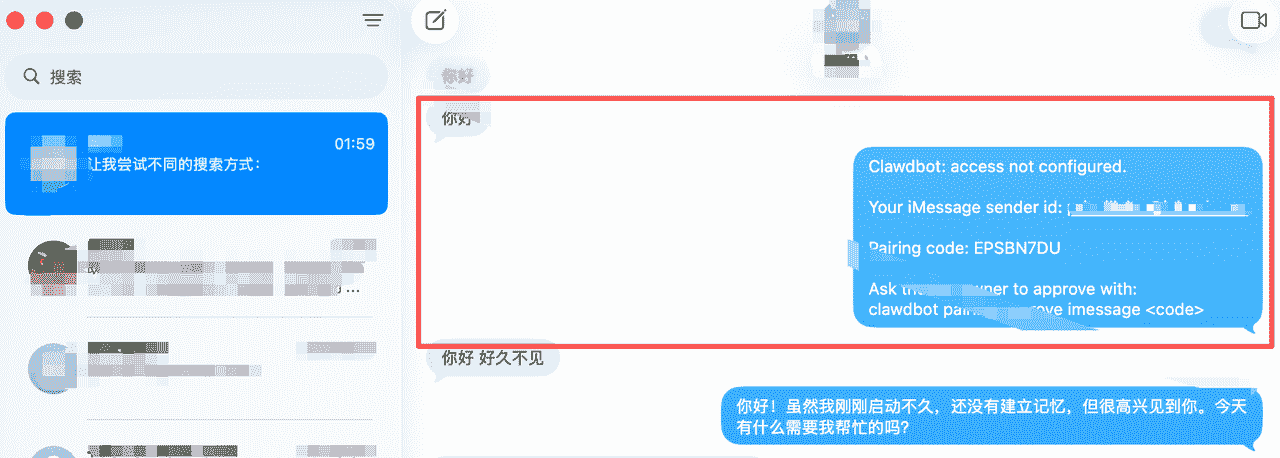 搜索
01:59
让我尝试不同的搜索方式：
你好
你好
Clawdbot: access not configured.
Your iMessage sender id:
Pairing code: EPSBN7DU
Ask to approve with:
clawdbot imessage <code>
你好 好久不见
你好！虽然我刚刚启动不久，还没有建立记忆，但很高兴见到你。今天
有什么需要我帮忙的吗？